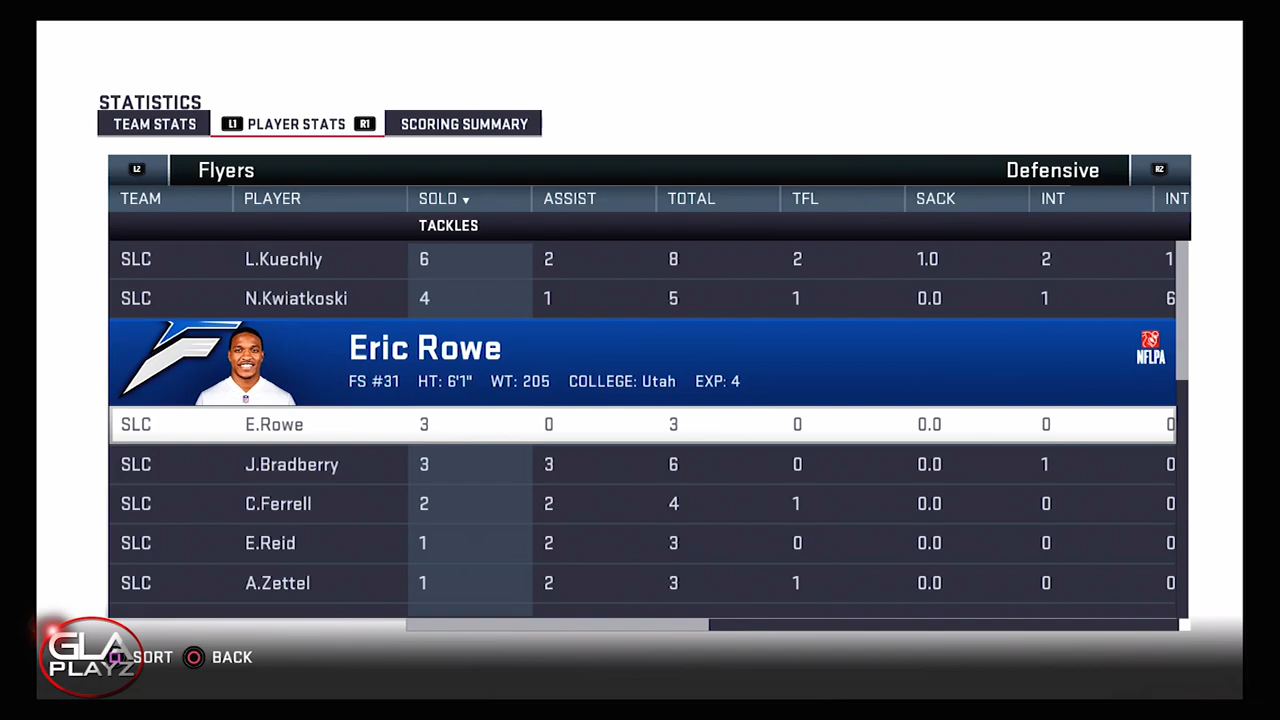 STATISTICS
TEAM STATS L1 PLAYER STATS R1 SCORING SUMMARY
L2 Flyers Defensive R2
TEAM PLAYER SOLO ASSIST TOTAL TFL SACK INT INT
TACKLES
SLC L.Kuechly 6 2 8 2 1.0 2 1
SLC N.Kwiatkoski 4 1 5 1 0.0 1 6
Eric Rowe
NFLPA
FS #31 HT: 6'1" WT: 205 COLLEGE: Utah EXP: 4
SLC E.Rowe 3 0 3 0 0.0 0 0
SLC J.Bradberry 3 3 6 0 0.0 1 0
SLC C.Ferrell 2 2 4 1 0.0 0 0
SLC E.Reid 1 2 3 0 0.0 0 0
SLC A.Zettel 1 2 3 1 0.0 0 0
GLA
PLAYZ
SORT BACK